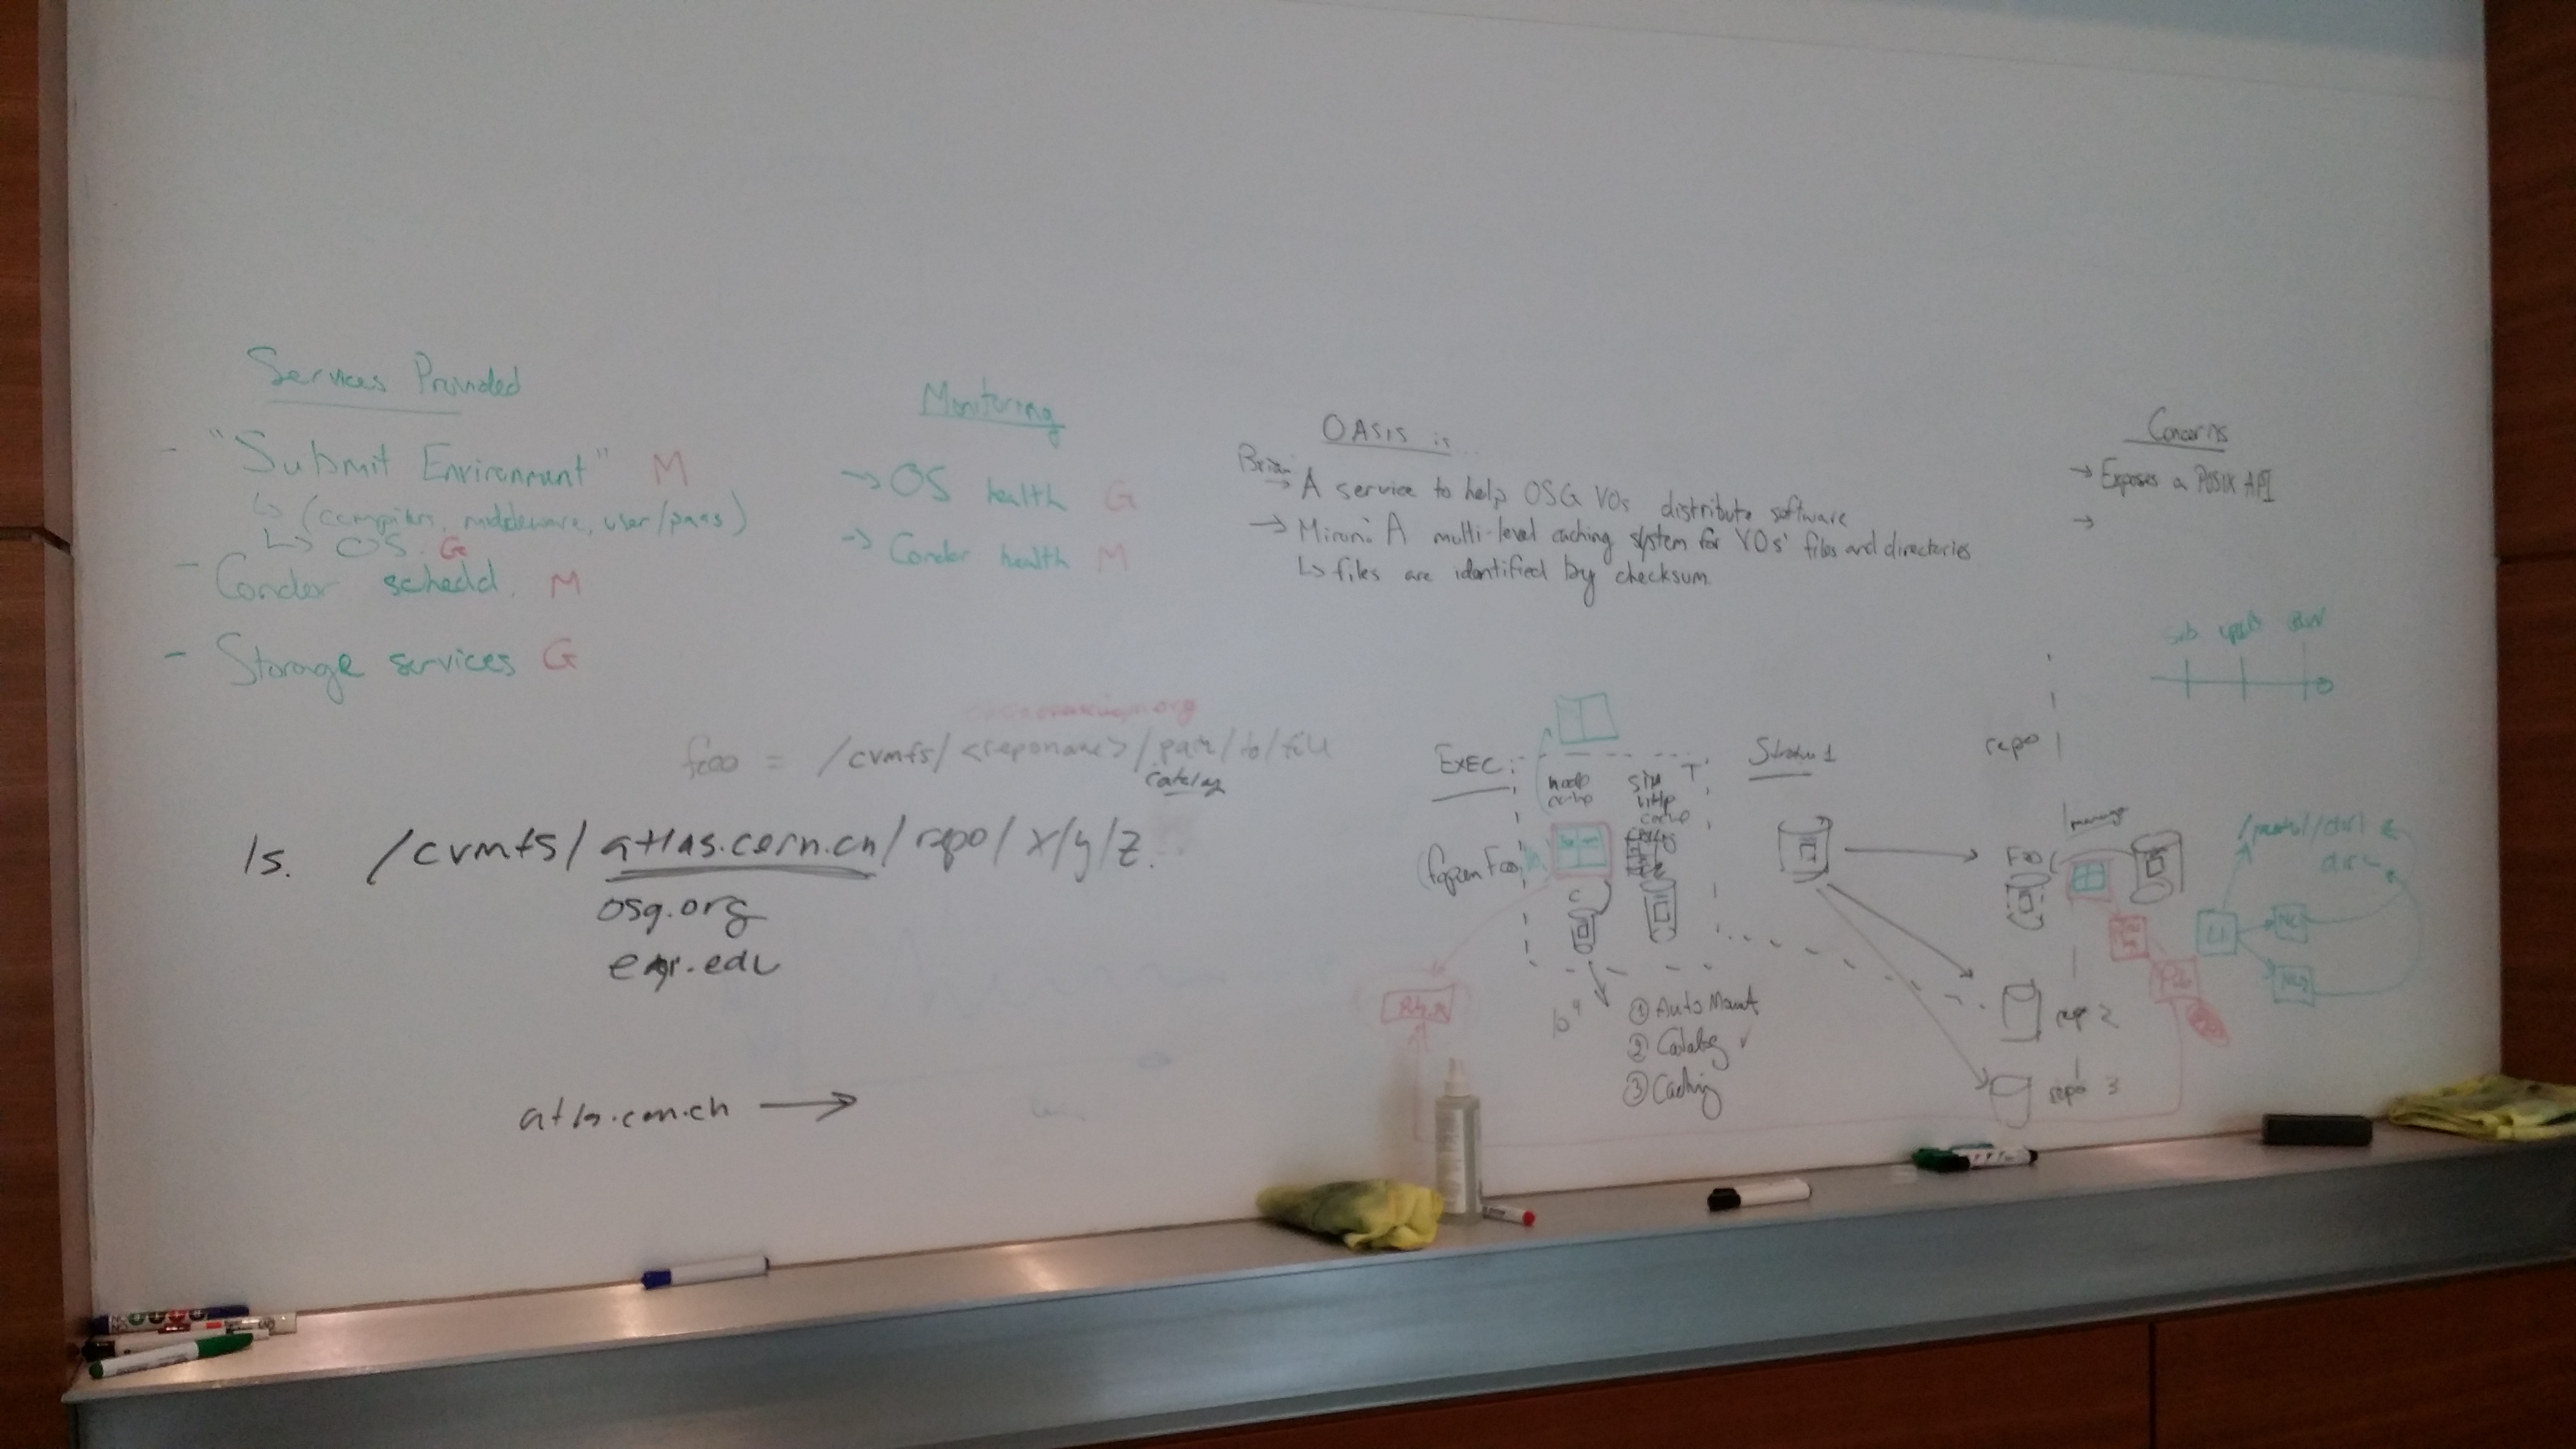 Services Provided
- "Submit Environment" M
↳ (compilers, middleware, user/pass)
↳ OS G
- Condor schedd. M
- Storage services G
Monitoring
→ OS health G
→ Condor health M
OASIS is...
Brian
→ A service to help OSG VOs distribute software
→ Miron: A multi-level caching system for VOs' files and directories
↳ files are identified by checksum.
Concerns
→ Exposes a POSIX API
→
.org
foo = /cvmfs/<reponame>/path/to/file
catalog
ls. /cvmfs/atlas.cern.ch/repo/x/y/z.
osg.org
.edu
atlas.cern.ch →
EXEC:
node
cache
site
http
cache
Stratum 1
repo 1
(fopen Foo)
Foo
manage
① Auto Mount
② Catalog ✓
③ Caching
repo 2
repo 3